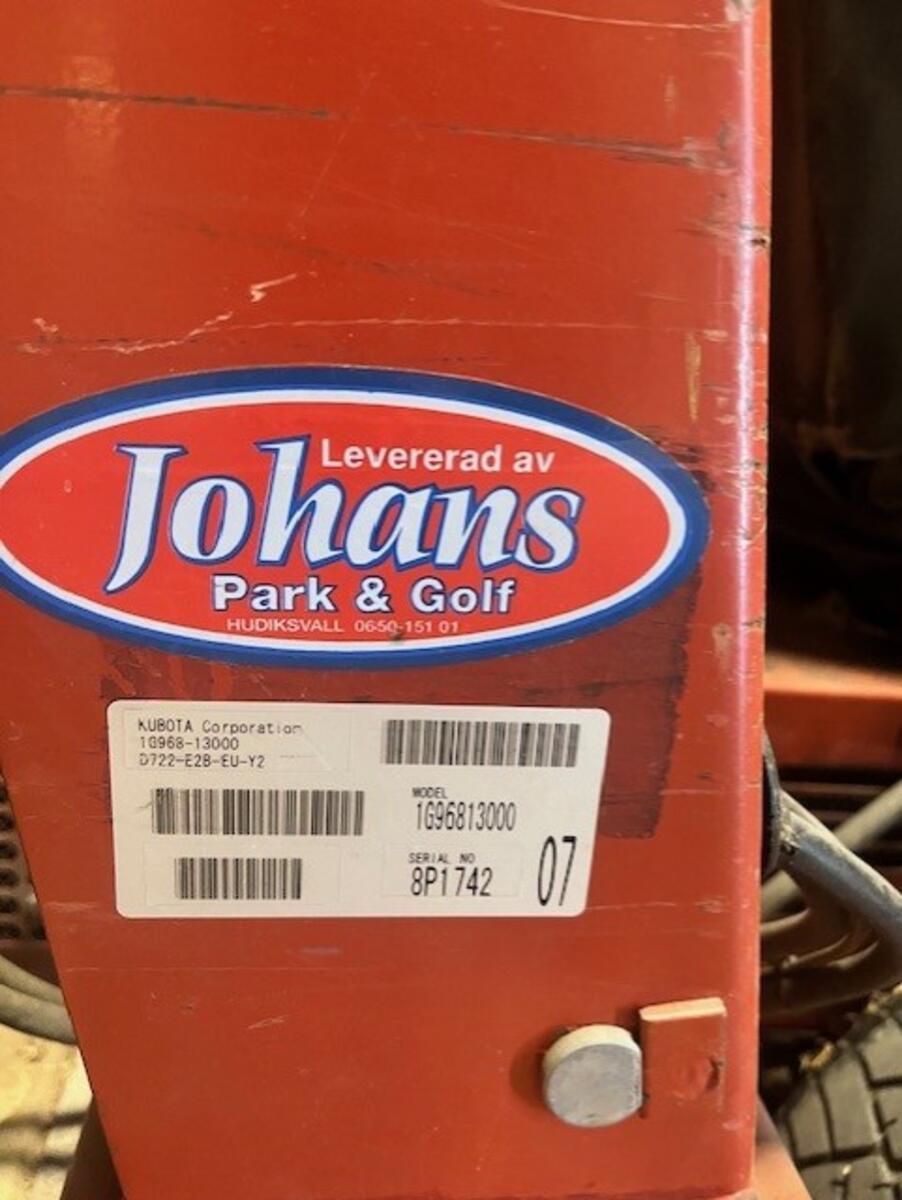 Levererad av
Johans
Park & Golf
HUDIKSVALL 0650-151 01
KUBOTA Corporation
1G968-13000
D722-E2B-EU-Y2
MODEL
1G96813000
SERIAL NO
8P1742
07